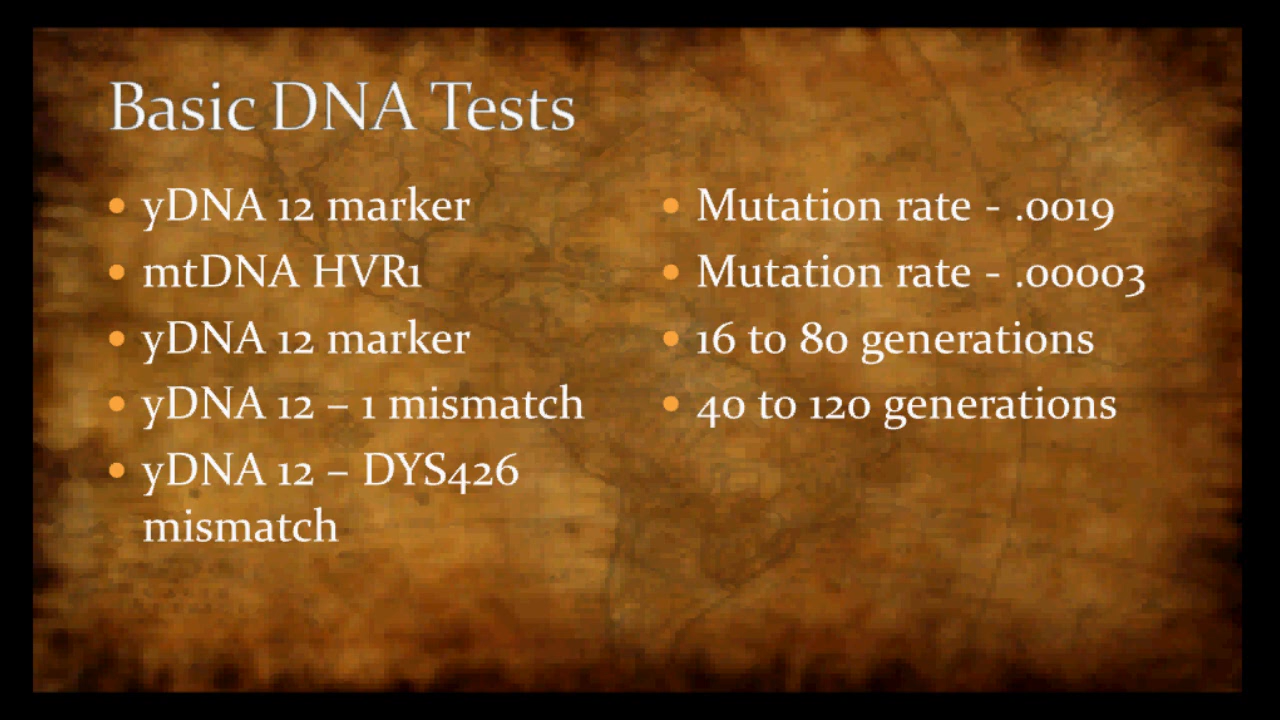 Basic DNA Tests
• yDNA 12 marker
• mtDNA HVR1
• yDNA 12 marker
• yDNA 12 – 1 mismatch
• yDNA 12 – DYS426
mismatch
• Mutation rate - .0019
• Mutation rate - .00003
• 16 to 80 generations
• 40 to 120 generations